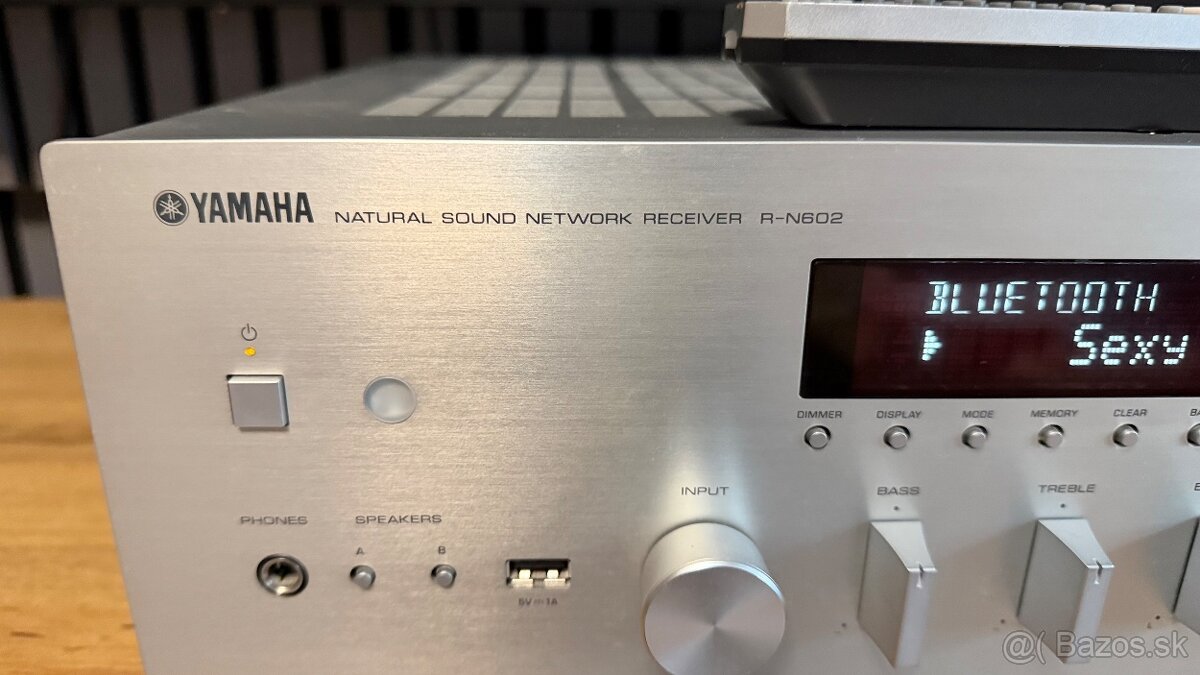 YAMAHA NATURAL SOUND NETWORK RECEIVER R-N602
BLUETOOTH
Sexy
DIMMER DISPLAY MODE MEMORY CLEAR BA
INPUT BASS TREBLE
PHONES SPEAKERS
A B
5V⎓1A
@( Bazos.sk